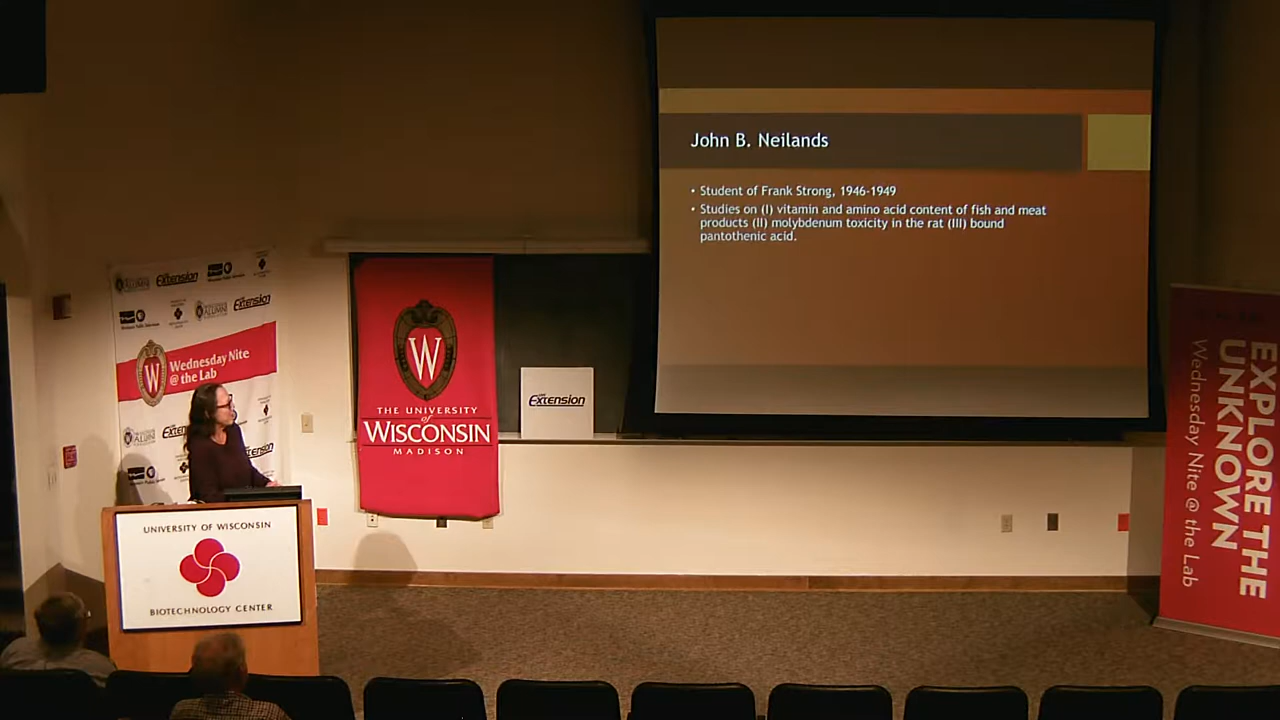 John B. Neilands
• Student of Frank Strong, 1946-1949
• Studies on (I) vitamin and amino acid content of fish and meat
products (II) molybdenum toxicity in the rat (III) bound
pantothenic acid.
Extension
Extension
Wednesday Nite
@ the Lab
W
W
THE UNIVERSITY
of
WISCONSIN
MADISON
Extension
UNIVERSITY OF WISCONSIN
BIOTECHNOLOGY CENTER
EXPLORE THE
UNKNOWN
Wednesday Nite @ the Lab